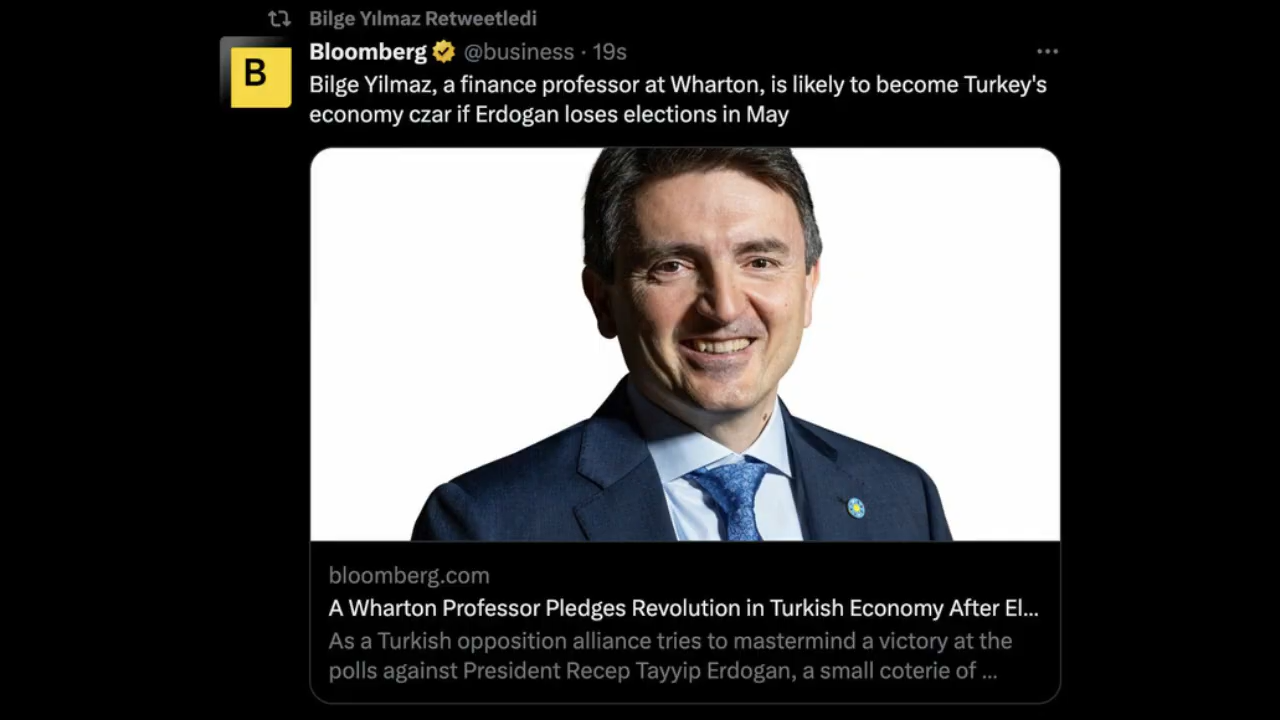 Bilge Yılmaz Retweetledi
B
Bloomberg @business · 19s
Bilge Yilmaz, a finance professor at Wharton, is likely to become Turkey's
economy czar if Erdogan loses elections in May
bloomberg.com
A Wharton Professor Pledges Revolution in Turkish Economy After El...
As a Turkish opposition alliance tries to mastermind a victory at the
polls against President Recep Tayyip Erdogan, a small coterie of ...